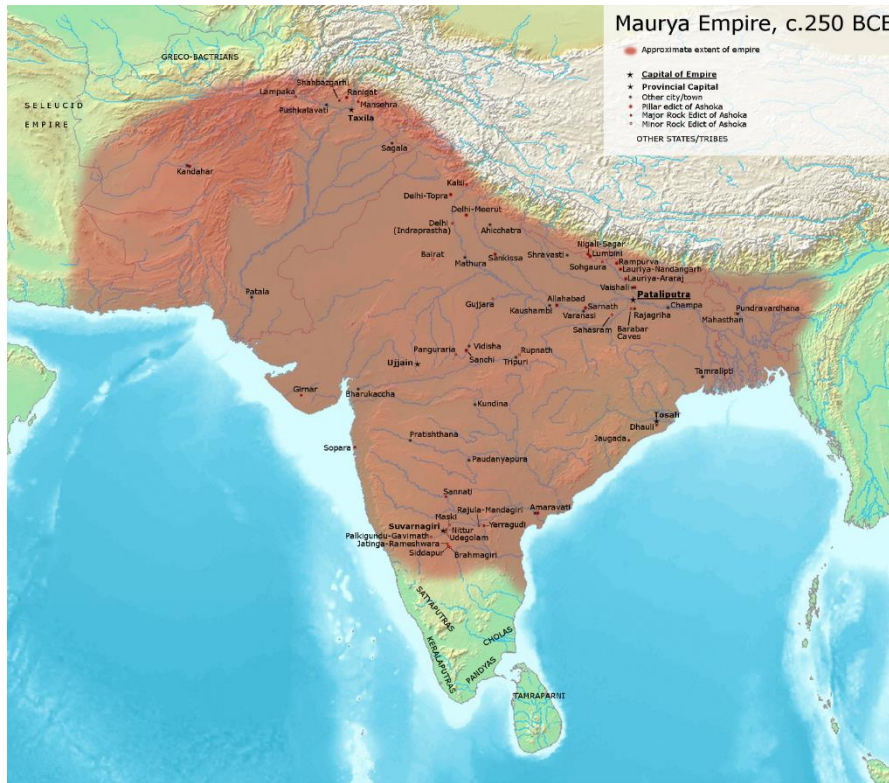 Maurya Empire, c.250 BCE
Approximate extent of empire
Capital of Empire
Provincial Capital
Other city/town
Pillar edict of Ashoka
Major Rock Edict of Ashoka
Minor Rock Edict of Ashoka
OTHER STATES/TRIBES
GRECO-BACTRIANS
SELEUCID
EMPIRE
Shahbazgarhi
Lampaka
Ranigat
Pushkalavati
Mansehra
Taxila
Sagala
Kandahar
Kalsi
Delhi-Topra
Delhi-Meerut
Delhi
(Indraprastha)
Ahicchatra
Bairat
Mathura
Sankissa
Shravasti
Nigali-Sagar
Lumbini
Sohgaura
Rampurva
Lauriya-Nandangarh
Lauriya-Araraj
Vaishali
Pataliputra
Patala
Gujjara
Allahabad
Kaushambi
Sarnath
Varanasi
Sahasram
Rajagriha
Barabar
Caves
Champa
Pundravardhana
Mahasthan
Panguraria
Vidisha
Sanchi
Rupnath
Tripuri
Ujjain
Tamralipti
Girnar
Bharukaccha
Kundina
Tosali
Dhauli
Jaugada
Sopara
Pratishthana
Paudanyapura
Sannati
Rajula-Mandagiri
Amaravati
Maski
Suvarnagiri
Nittur
Yerragudi
Palkigundu-Gavimath
Udegolam
Jatinga-Rameshwara
Siddapur
Brahmagiri
SATYAPUTRAS
CHOLAS
KERALAPUTRAS
PANDYAS
TAMRAPARNI